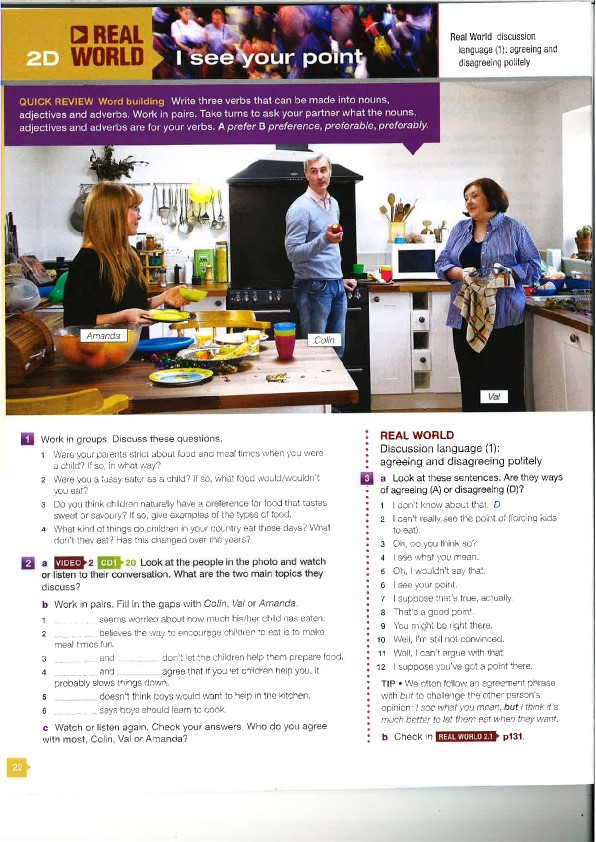 2D
REAL
WORLD
I see your point
Real World discussion
language (1): agreeing and
disagreeing politely
QUICK REVIEW Word building Write three verbs that can be made into nouns,
adjectives and adverbs. Work in pairs. Take turns to ask your partner what the nouns,
adjectives and adverbs are for your verbs. A prefer B preference, preferable, preferably.
Amanda
Colin
Val
1 Work in groups. Discuss these questions.
1 Were your parents strict about food and meal times when you were
a child? If so, in what way?
2 Were you a fussy eater as a child? If so, what food would/wouldn't
you eat?
3 Do you think children naturally have a preference for food that tastes
sweet or savoury? If so, give examples of the types of food.
4 What kind of things do children in your country eat these days? What
don't they eat? Has this changed over the years?
2 a VIDEO 2 CD1 20 Look at the people in the photo and watch
or listen to their conversation. What are the two main topics they
discuss?
b Work in pairs. Fill in the gaps with Colin, Val or Amanda.
1 ________ seems worried about how much his/her child has eaten.
2 ________ believes the way to encourage children to eat is to make
meal times fun.
3 ________ and ________ don't let the children help them prepare food.
4 ________ and ________ agree that if you let children help you, it
probably slows things down.
5 ________ doesn't think boys would want to help in the kitchen.
6 ________ says boys should learn to cook.
c Watch or listen again. Check your answers. Who do you agree
with most, Colin, Val or Amanda?
22
REAL WORLD
Discussion language (1):
agreeing and disagreeing politely
3 a Look at these sentences. Are they ways
of agreeing (A) or disagreeing (D)?
1 I don't know about that. D
2 I can't really see the point of (forcing kids
to eat).
3 Oh, do you think so?
4 I see what you mean.
5 Oh, I wouldn't say that.
6 I see your point.
7 I suppose that's true, actually.
8 That's a good point.
9 You might be right there.
10 Well, I'm still not convinced.
11 Well, I can't argue with that.
12 I suppose you've got a point there.
TIP • We often follow an agreement phrase
with but to challenge the other person's
opinion: I see what you mean, but I think it's
much better to let them eat when they want.
b Check in REAL WORLD 2.1 p131.